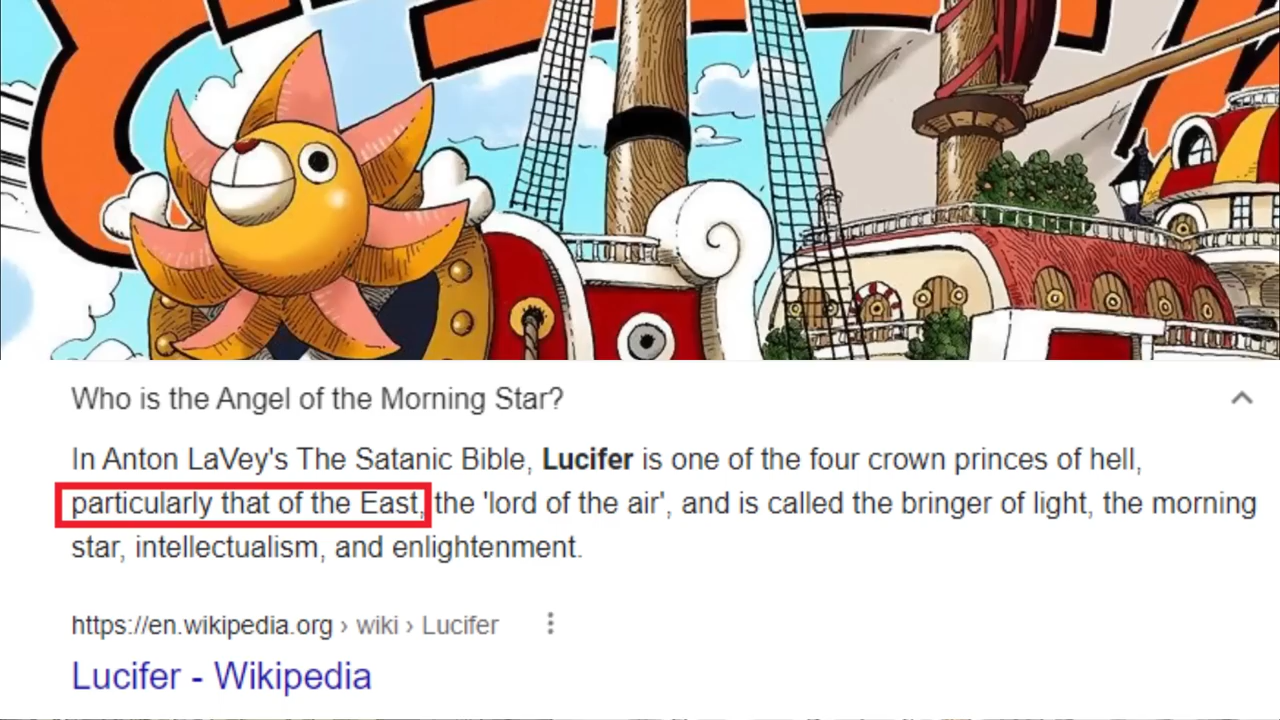 Who is the Angel of the Morning Star?
In Anton LaVey's The Satanic Bible, Lucifer is one of the four crown princes of hell,
particularly that of the East, the 'lord of the air', and is called the bringer of light, the morning
star, intellectualism, and enlightenment.
https://en.wikipedia.org › wiki › Lucifer
Lucifer - Wikipedia